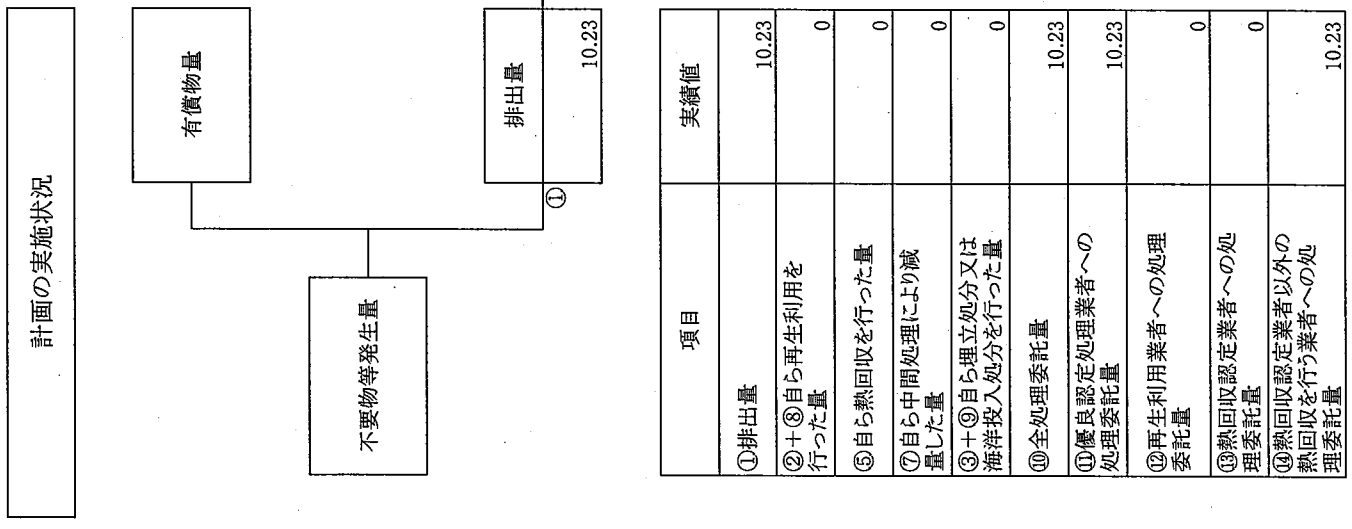 計画の実施状況
有償物量
不要物等発生量
排出量
①
10.23
項目
実績値
①排出量
10.23
②+⑧自ら再生利用を
行った量
0
⑤自ら熱回収を行った量
0
⑦自ら中間処理により減
量した量
0
③+⑨自ら埋立処分又は
海洋投入処分を行った量
0
⑩全処理委託量
10.23
⑪優良認定処理業者への
処理委託量
10.23
⑫再生利用業者への処理
委託量
0
⑬熱回収認定業者への処
理委託量
0
⑭熱回収認定業者以外の
熱回収を行う業者への処
理委託量
10.23